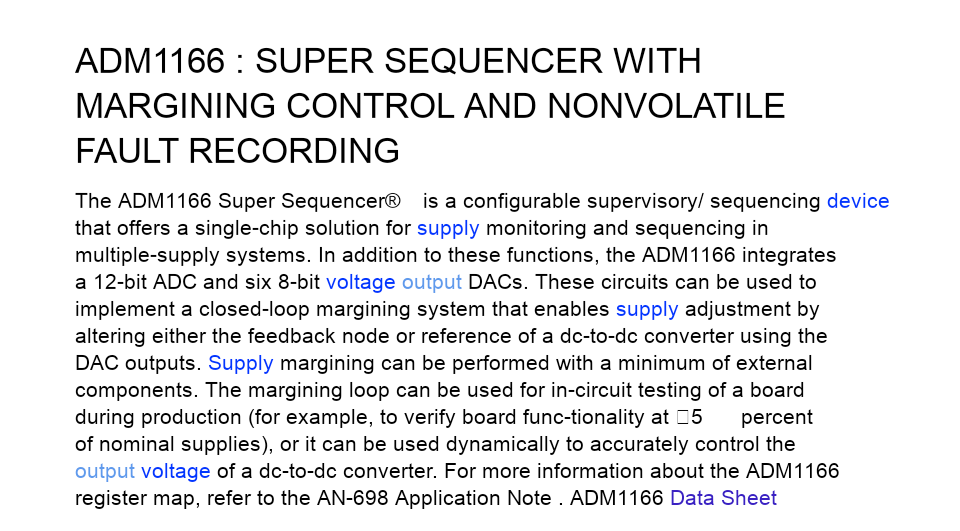 ADM1166 : SUPER SEQUENCER WITH
MARGINING CONTROL AND NONVOLATILE
FAULT RECORDING
The ADM1166 Super Sequencer® is a configurable supervisory/ sequencing device
that offers a single-chip solution for supply monitoring and sequencing in
multiple-supply systems. In addition to these functions, the ADM1166 integrates
a 12-bit ADC and six 8-bit voltage output DACs. These circuits can be used to
implement a closed-loop margining system that enables supply adjustment by
altering either the feedback node or reference of a dc-to-dc converter using the
DAC outputs. Supply margining can be performed with a minimum of external
components. The margining loop can be used for in-circuit testing of a board
during production (for example, to verify board func-tionality at □5 percent
of nominal supplies), or it can be used dynamically to accurately control the
output voltage of a dc-to-dc converter. For more information about the ADM1166
register map, refer to the AN-698 Application Note . ADM1166 Data Sheet